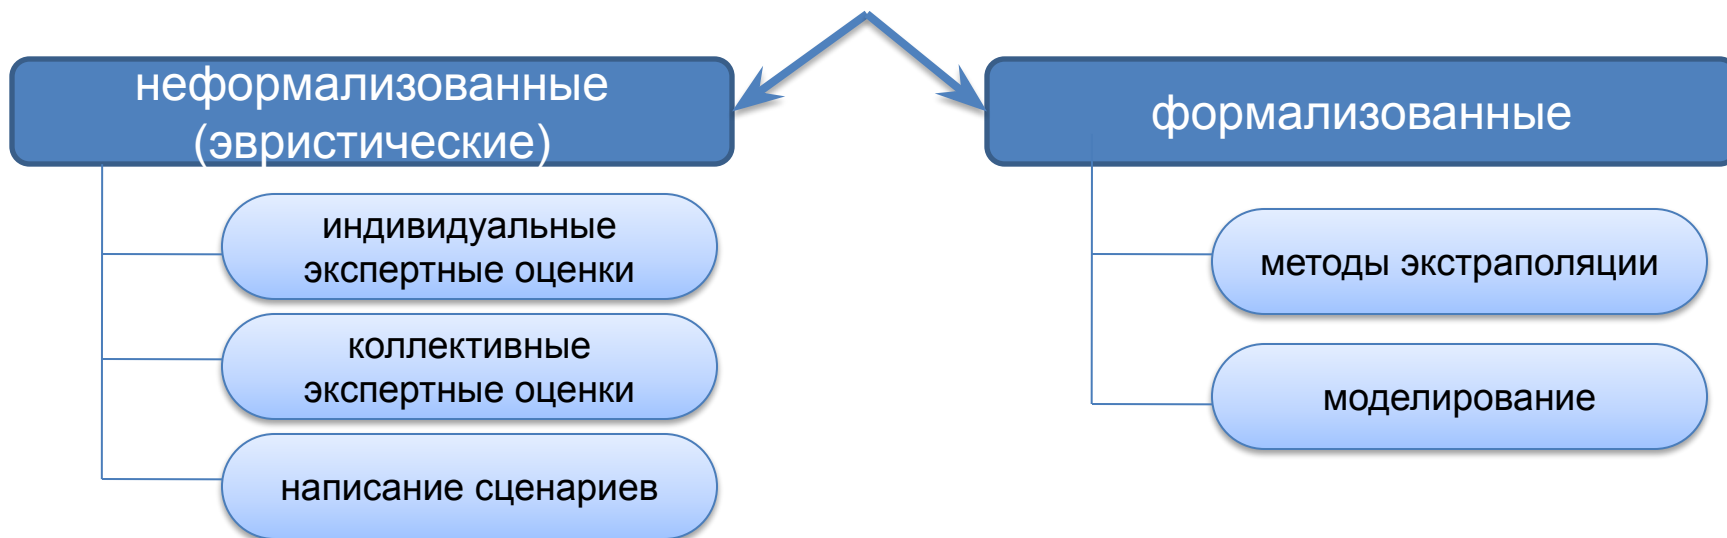 неформализованные
(эвристические)
индивидуальные
экспертные оценки
коллективные
экспертные оценки
написание сценариев
формализованные
методы экстраполяции
моделирование